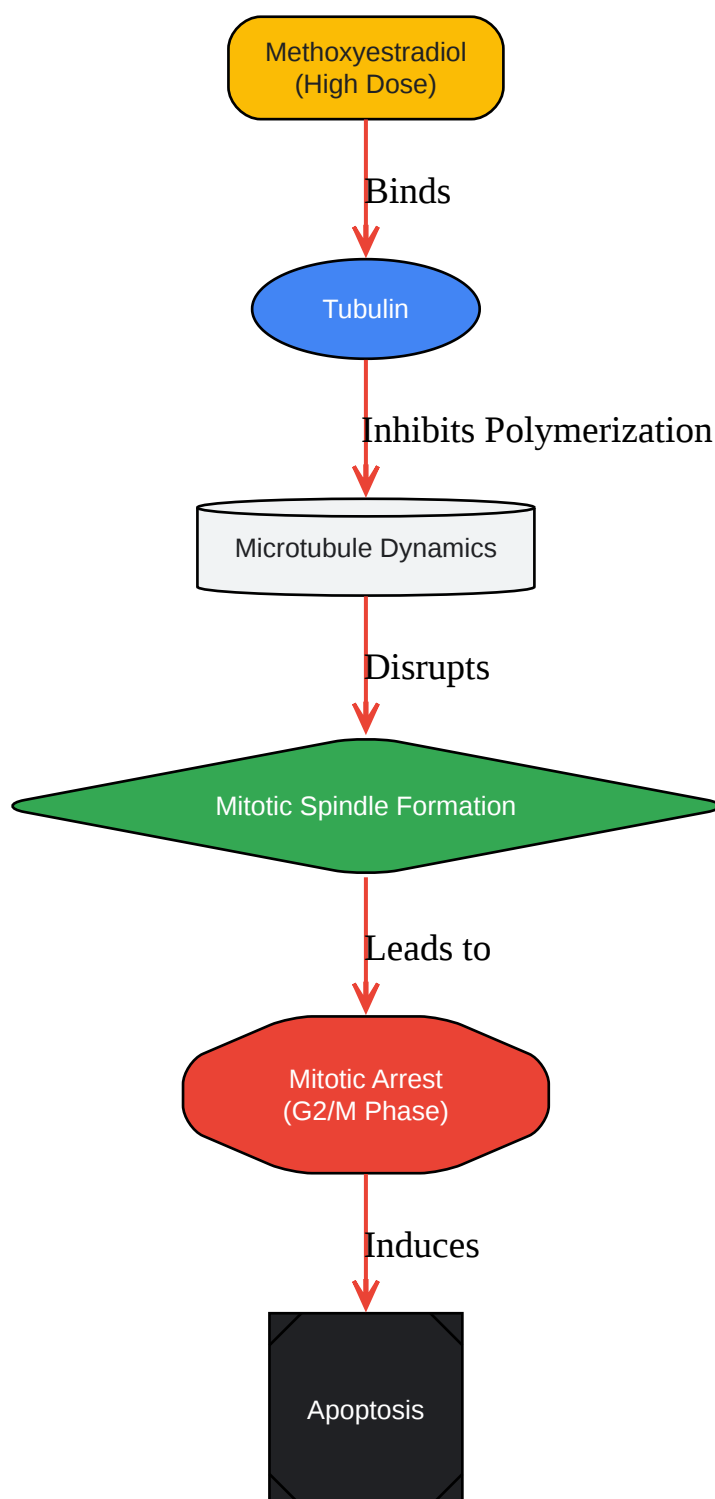 Methoxyestradiol
(High Dose)
Binds
Tubulin
Inhibits Polymerization
Microtubule Dynamics
Disrupts
Mitotic Spindle Formation
Leads to
Mitotic Arrest
(G2/M Phase)
Induces
Apoptosis